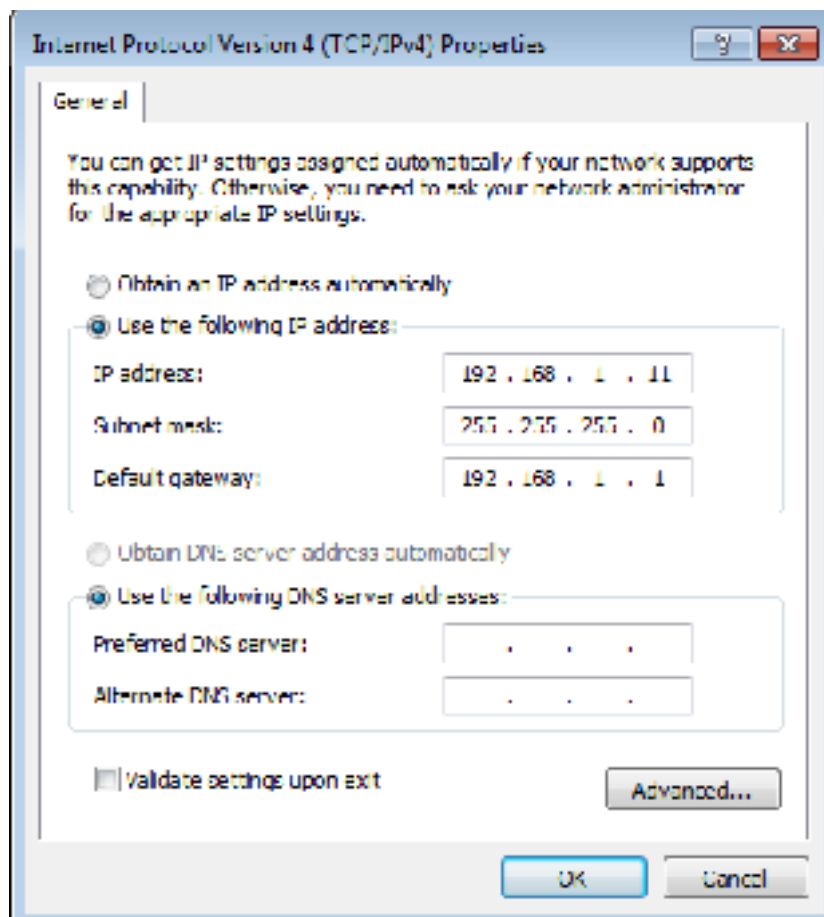 Internet Protocol Version 4 (TCP/IPv4) Properties
General
You can get IP settings assigned automatically if your network supports
this capability. Otherwise, you need to ask your network administrator
for the appropriate IP settings.
Obtain an IP address automatically
Use the following IP address:
IP address: 192 . 168 . 1 . 11
Subnet mask: 255 . 255 . 255 . 0
Default gateway: 192 . 168 . 1 . 1
Obtain DNS server address automatically
Use the following DNS server addresses:
Preferred DNS server: . . .
Alternate DNS server: . . .
Validate settings upon exit
Advanced...
OK Cancel